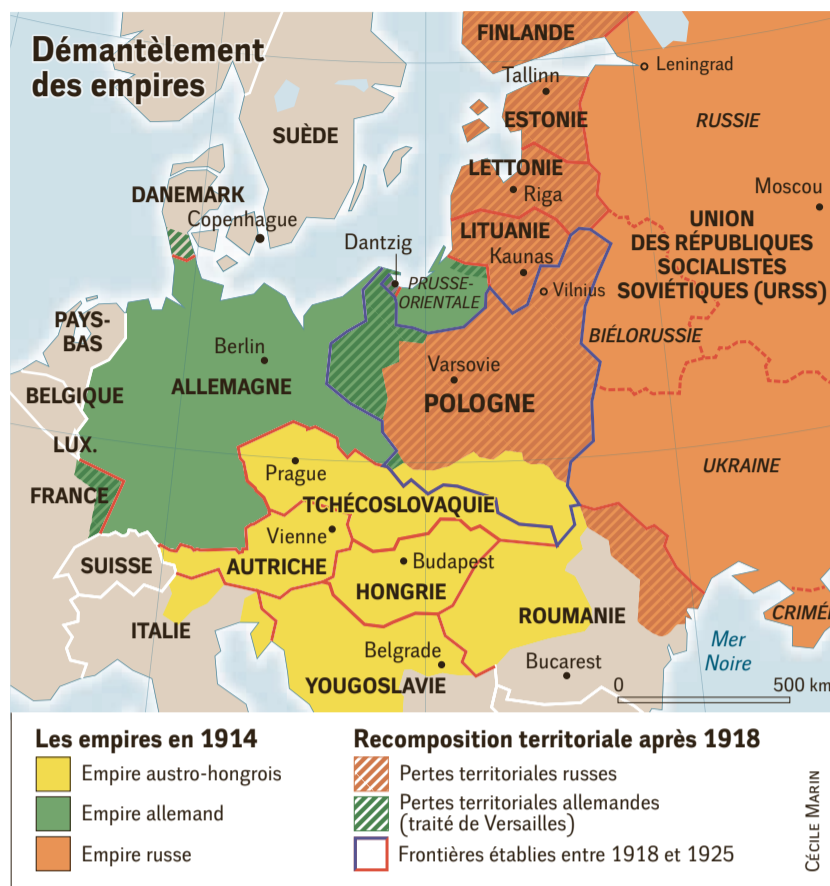 Démantèlement
des empires
FINLANDE
Tallinn
Leningrad
ESTONIE
RUSSIE
SUÈDE
LETTONIE
Riga
Moscou
DANEMARK
Copenhague
Dantzig
LITUANIE
Kaunas
UNION
DES RÉPUBLIQUES
SOCIALISTES
SOVIÉTIQUES (URSS)
PRUSSE-
ORIENTALE
Vilnius
PAYS-
BAS
Berlin
BIÉLORUSSIE
Varsovie
BELGIQUE
ALLEMAGNE
POLOGNE
LUX.
Prague
UKRAINE
FRANCE
TCHÉCOSLOVAQUIE
Vienne
SUISSE
AUTRICHE
Budapest
HONGRIE
ROUMANIE
CRIMÉ
ITALIE
Mer
Noire
Belgrade
Bucarest
YOUGOSLAVIE
0 500 km
Les empires en 1914
Empire austro-hongrois
Empire allemand
Empire russe
Recomposition territoriale après 1918
Pertes territoriales russes
Pertes territoriales allemandes
(traité de Versailles)
Frontières établies entre 1918 et 1925
CÉCILE MARIN